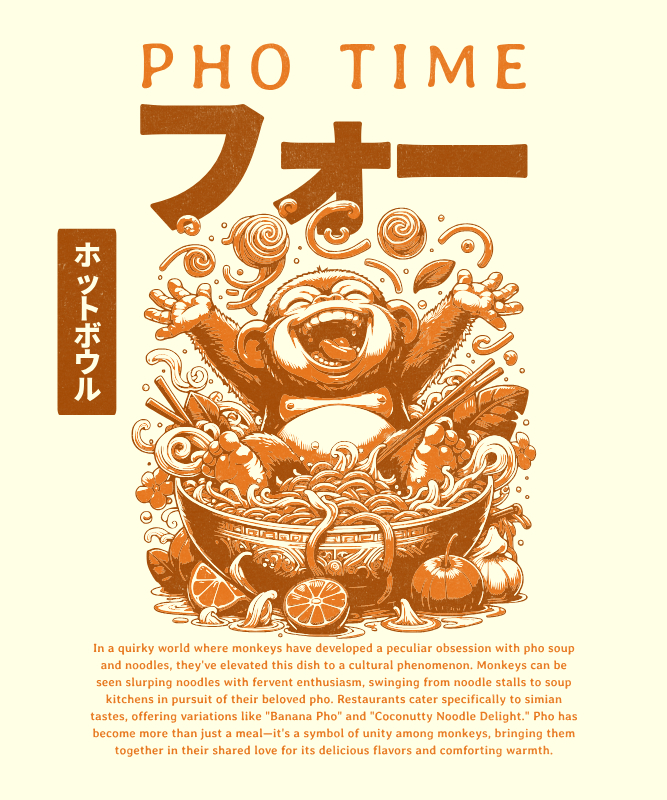 PHO TIME
フォー
ホットボウル
In a quirky world where monkeys have developed a peculiar obsession with pho soup
and noodles, they've elevated this dish to a cultural phenomenon. Monkeys can be
seen slurping noodles with fervent enthusiasm, swinging from noodle stalls to soup
kitchens in pursuit of their beloved pho. Restaurants cater specifically to simian
tastes, offering variations like "Banana Pho" and "Coconutty Noodle Delight." Pho has
become more than just a meal—it's a symbol of unity among monkeys, bringing them
together in their shared love for its delicious flavors and comforting warmth.